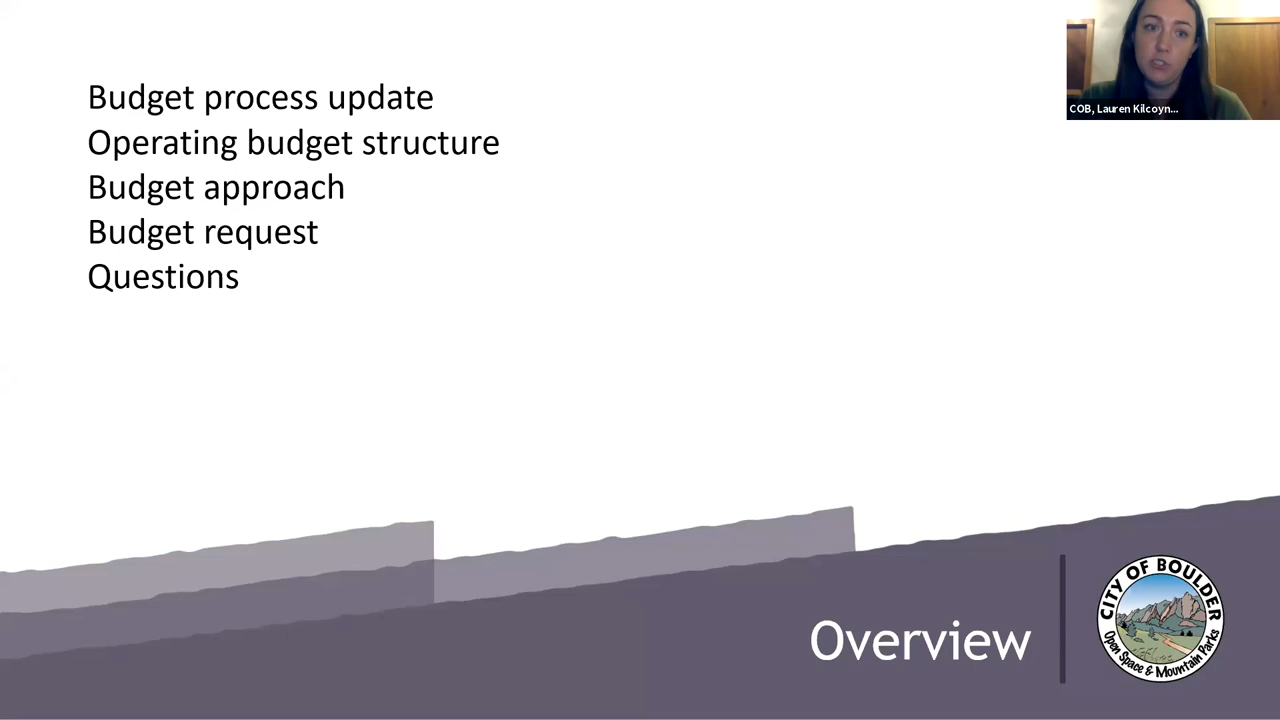 Budget process update
Operating budget structure
Budget approach
Budget request
Questions
COB, Lauren Kilcoyn...
Overview
CITY OF BOULDER
Open Space & Mountain Parks